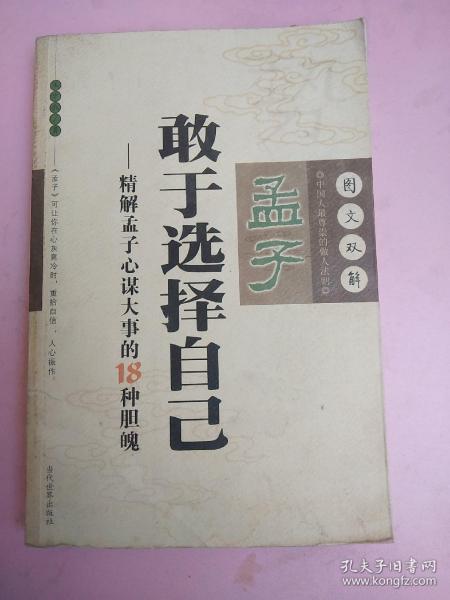 图文双解
中国人最尊崇的做人法则
孟子
敢于选择自己
——精解孟子心谋大事的18种胆魄
——《孟子》可让你在心灰意冷时，重拾自信，人心振作。
当代世界出版社
孔夫子旧书网
www.kongfz.com